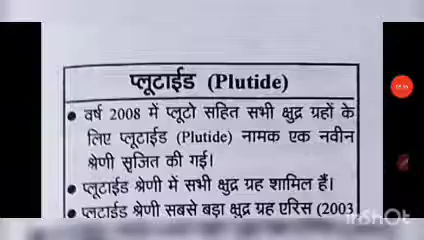 प्लूटाईड (Plutide)
● वर्ष 2008 में प्लूटो सहित सभी क्षुद्र ग्रहों के
लिए प्लूटाईड (Plutide) नामक एक नवीन
श्रेणी सृजित की गई।
● प्लूटाईड श्रेणी में सभी क्षुद्र ग्रह शामिल हैं।
● प्लूटाईड श्रेणी सबसे बड़ा क्षुद्र ग्रह एरिस (2003
InShot